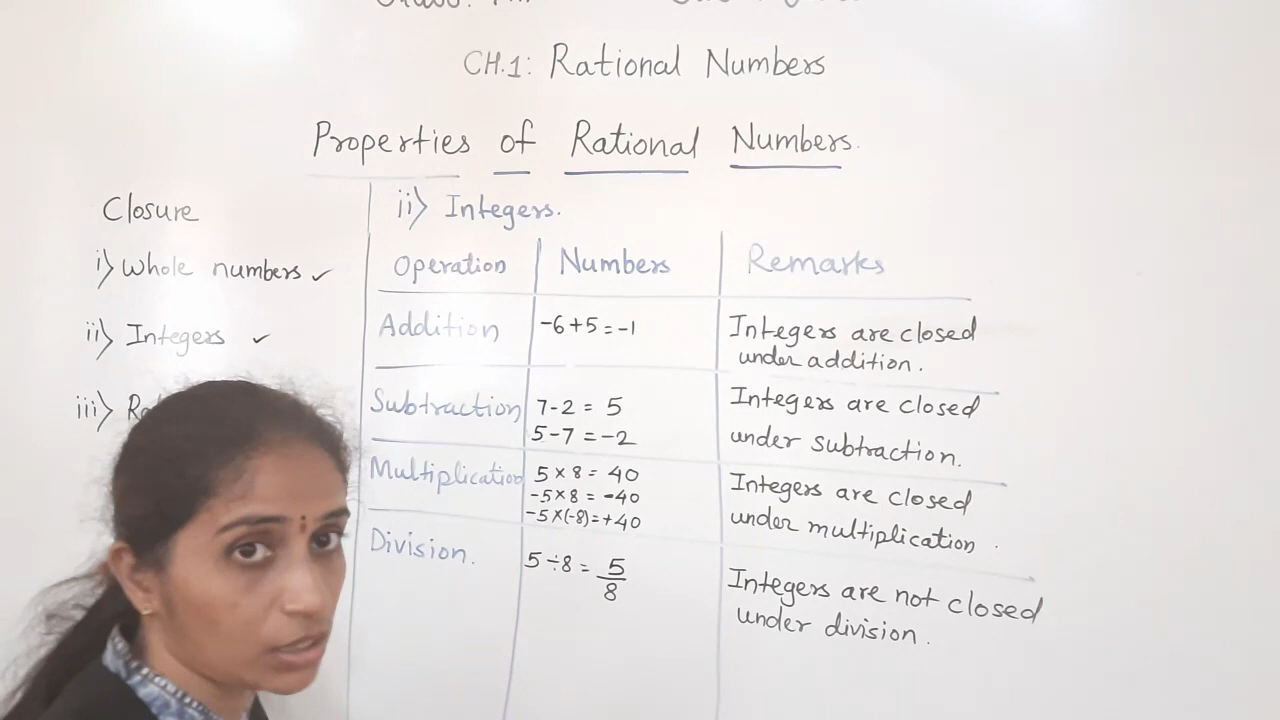 CH.1: Rational Numbers
Properties of Rational Numbers.
Closure
i) Whole numbers ✓
ii) Integers ✓
iii)
ii) Integers.
Operation Numbers Remarks
Addition -6+5=-1 Integers are closed
under addition.
Subtraction 7-2 = 5 Integers are closed
5-7 = -2 under subtraction.
Multiplication 5 × 8 = 40 Integers are closed
-5×8 = -40 under multiplication.
-5×(-8)=+40
Division. 5÷8 = 5/8 Integers are not closed
under division.